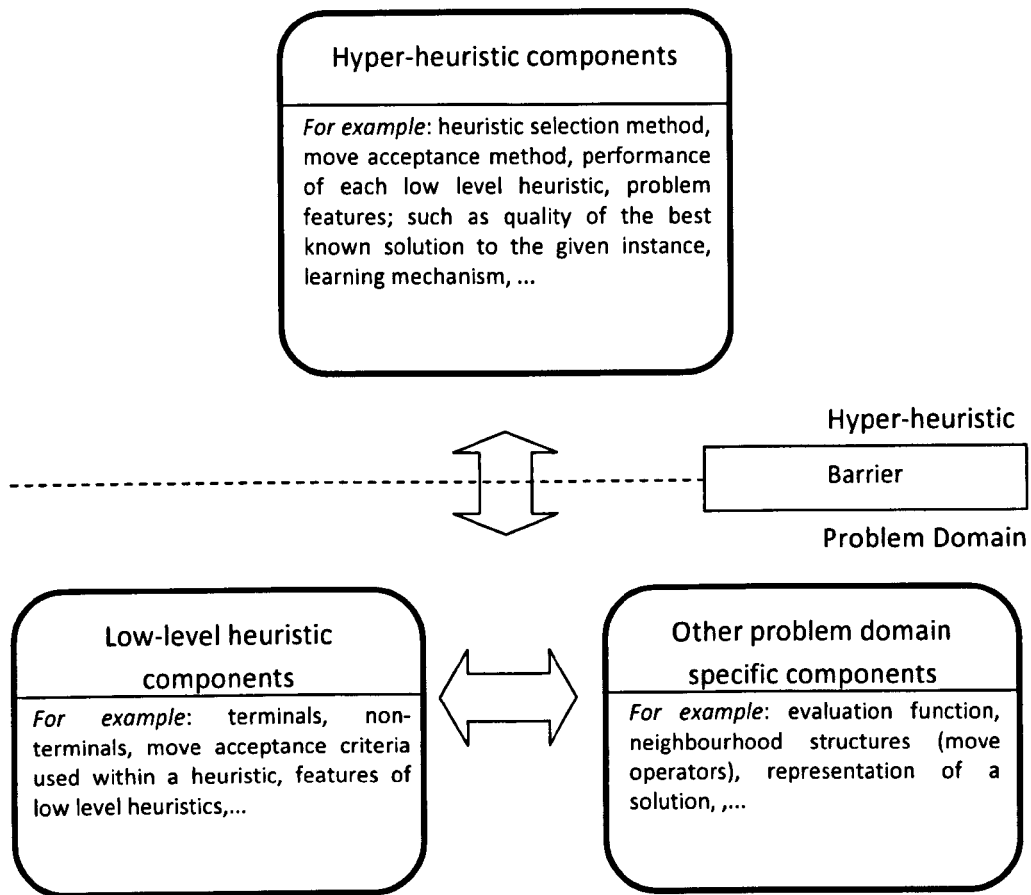 Hyper-heuristic components
For example: heuristic selection method,
move acceptance method, performance
of each low level heuristic, problem
features; such as quality of the best
known solution to the given instance,
learning mechanism, ...
Hyper-heuristic
Barrier
Problem Domain
Low-level heuristic
components
For example: terminals, non-
terminals, move acceptance criteria
used within a heuristic, features of
low level heuristics,...
Other problem domain
specific components
For example: evaluation function,
neighbourhood structures (move
operators), representation of a
solution, ,...